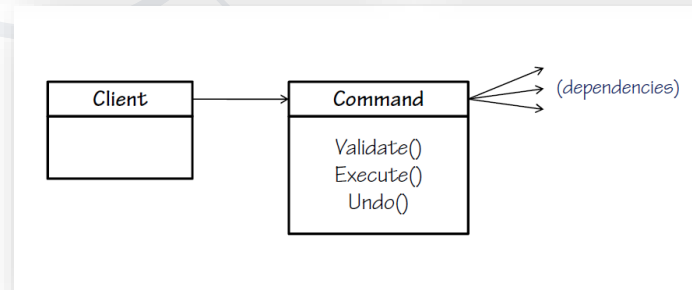 Client
Command
(dependencies)
Validate()
Execute()
Undo()